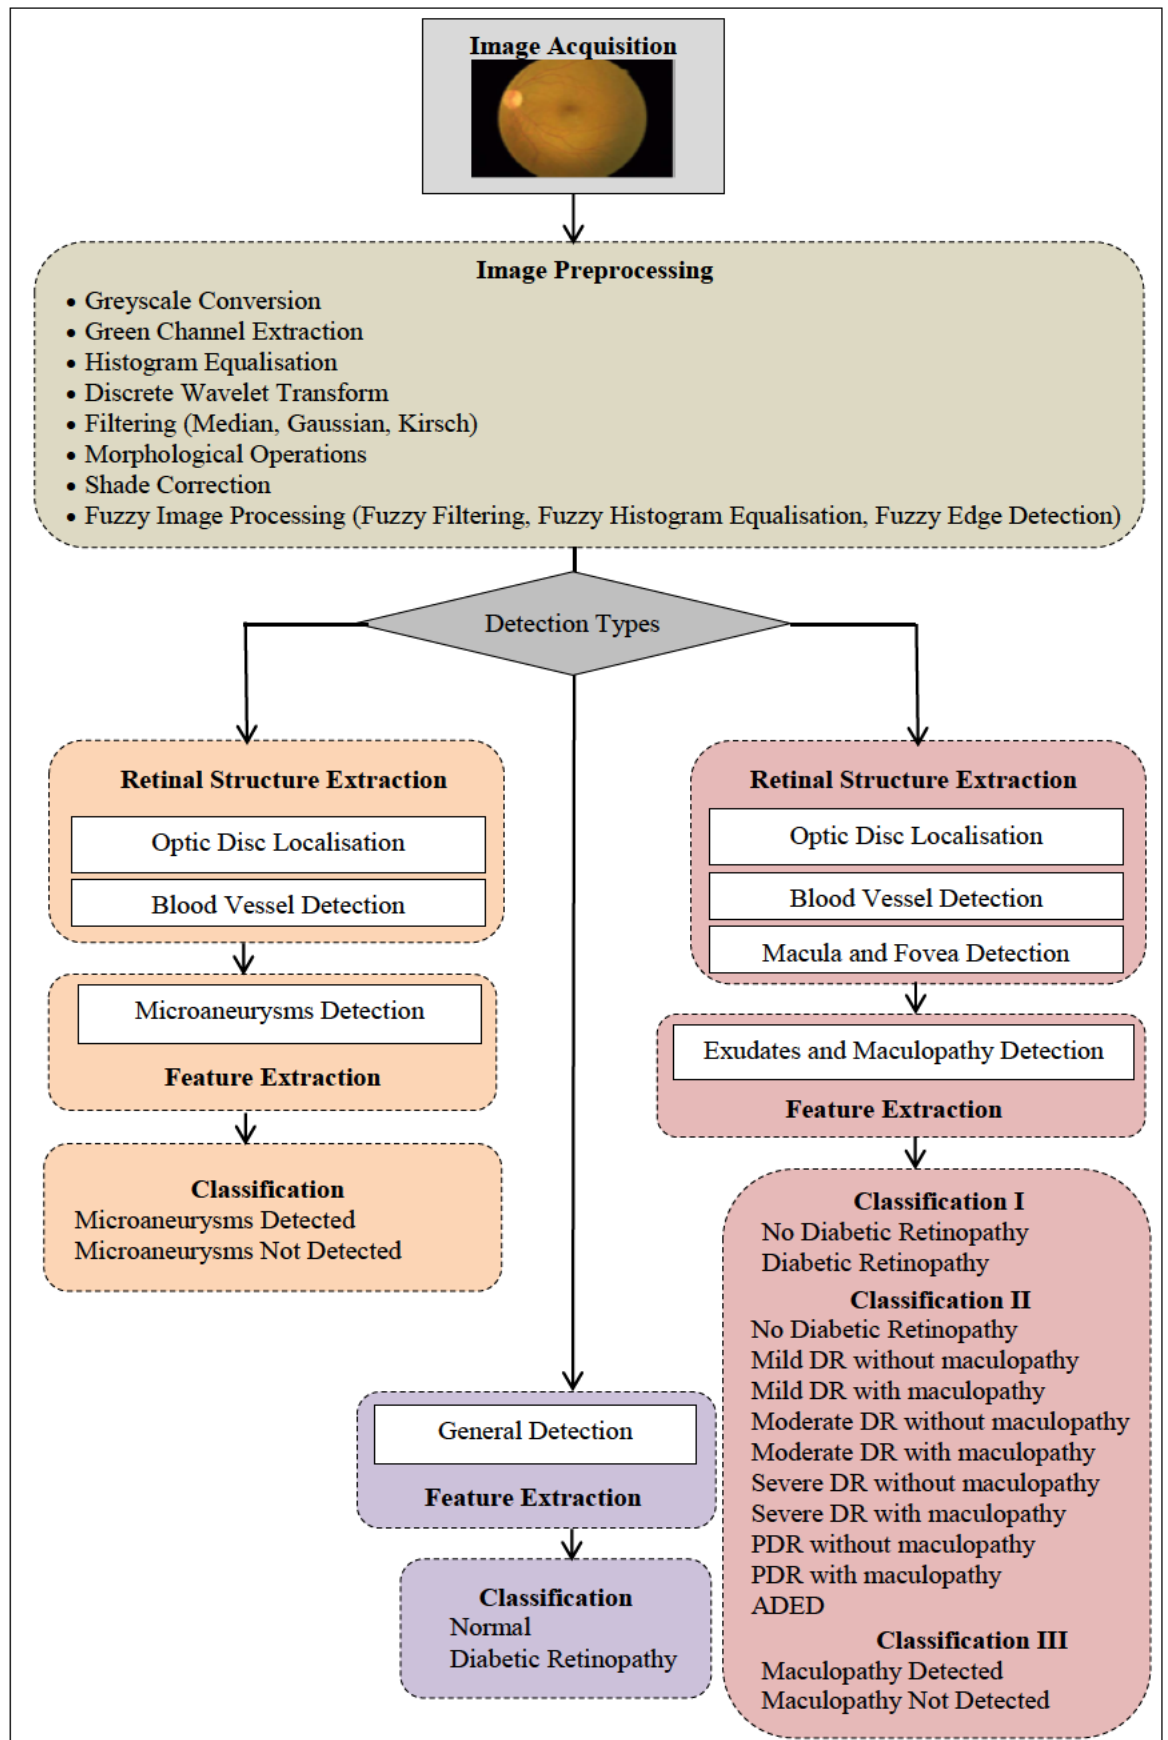 Image Acquisition
Image Preprocessing
• Greyscale Conversion
• Green Channel Extraction
• Histogram Equalisation
• Discrete Wavelet Transform
• Filtering (Median, Gaussian, Kirsch)
• Morphological Operations
• Shade Correction
• Fuzzy Image Processing (Fuzzy Filtering, Fuzzy Histogram Equalisation, Fuzzy Edge Detection)
Detection Types
Retinal Structure Extraction
Optic Disc Localisation
Blood Vessel Detection
Microaneurysms Detection
Feature Extraction
Classification
Microaneurysms Detected
Microaneurysms Not Detected
General Detection
Feature Extraction
Classification
Normal
Diabetic Retinopathy
Retinal Structure Extraction
Optic Disc Localisation
Blood Vessel Detection
Macula and Fovea Detection
Exudates and Maculopathy Detection
Feature Extraction
Classification I
No Diabetic Retinopathy
Diabetic Retinopathy
Classification II
No Diabetic Retinopathy
Mild DR without maculopathy
Mild DR with maculopathy
Moderate DR without maculopathy
Moderate DR with maculopathy
Severe DR without maculopathy
Severe DR with maculopathy
PDR without maculopathy
PDR with maculopathy
ADED
Classification III
Maculopathy Detected
Maculopathy Not Detected